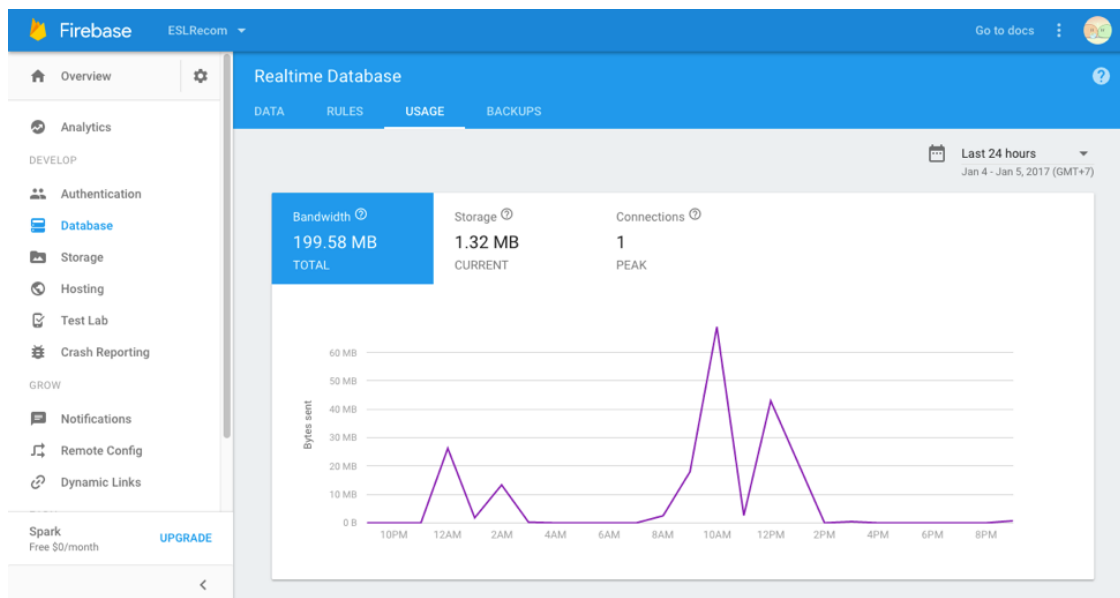 Firebase
ESLRecom
Go to docs
Overview
Analytics
DEVELOP
Authentication
Database
Storage
Hosting
Test Lab
Crash Reporting
GROW
Notifications
Remote Config
Dynamic Links
Spark
Free $0/month
UPGRADE
Realtime Database
DATA RULES USAGE BACKUPS
Last 24 hours
Jan 4 - Jan 5, 2017 (GMT+7)
Bandwidth
199.58 MB
TOTAL
Storage
1.32 MB
CURRENT
Connections
1
PEAK
Bytes sent
60 MB
50 MB
40 MB
30 MB
20 MB
10 MB
0 B
10PM 12AM 2AM 4AM 6AM 8AM 10AM 12PM 2PM 4PM 6PM 8PM